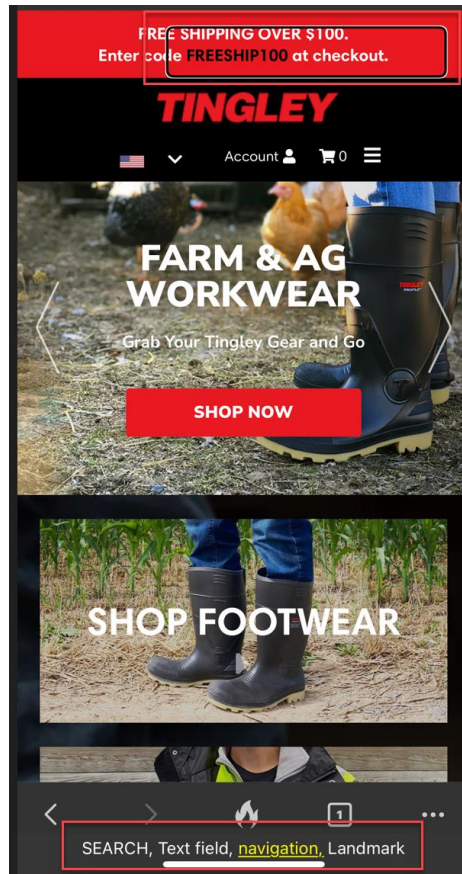 FREE SHIPPING OVER $100.
Enter code FREESHIP100 at checkout.
TINGLEY
Account
0
FARM & AG
WORKWEAR
Grab Your Tingley Gear and Go
SHOP NOW
SHOP FOOTWEAR
1
SEARCH, Text field, navigation, Landmark